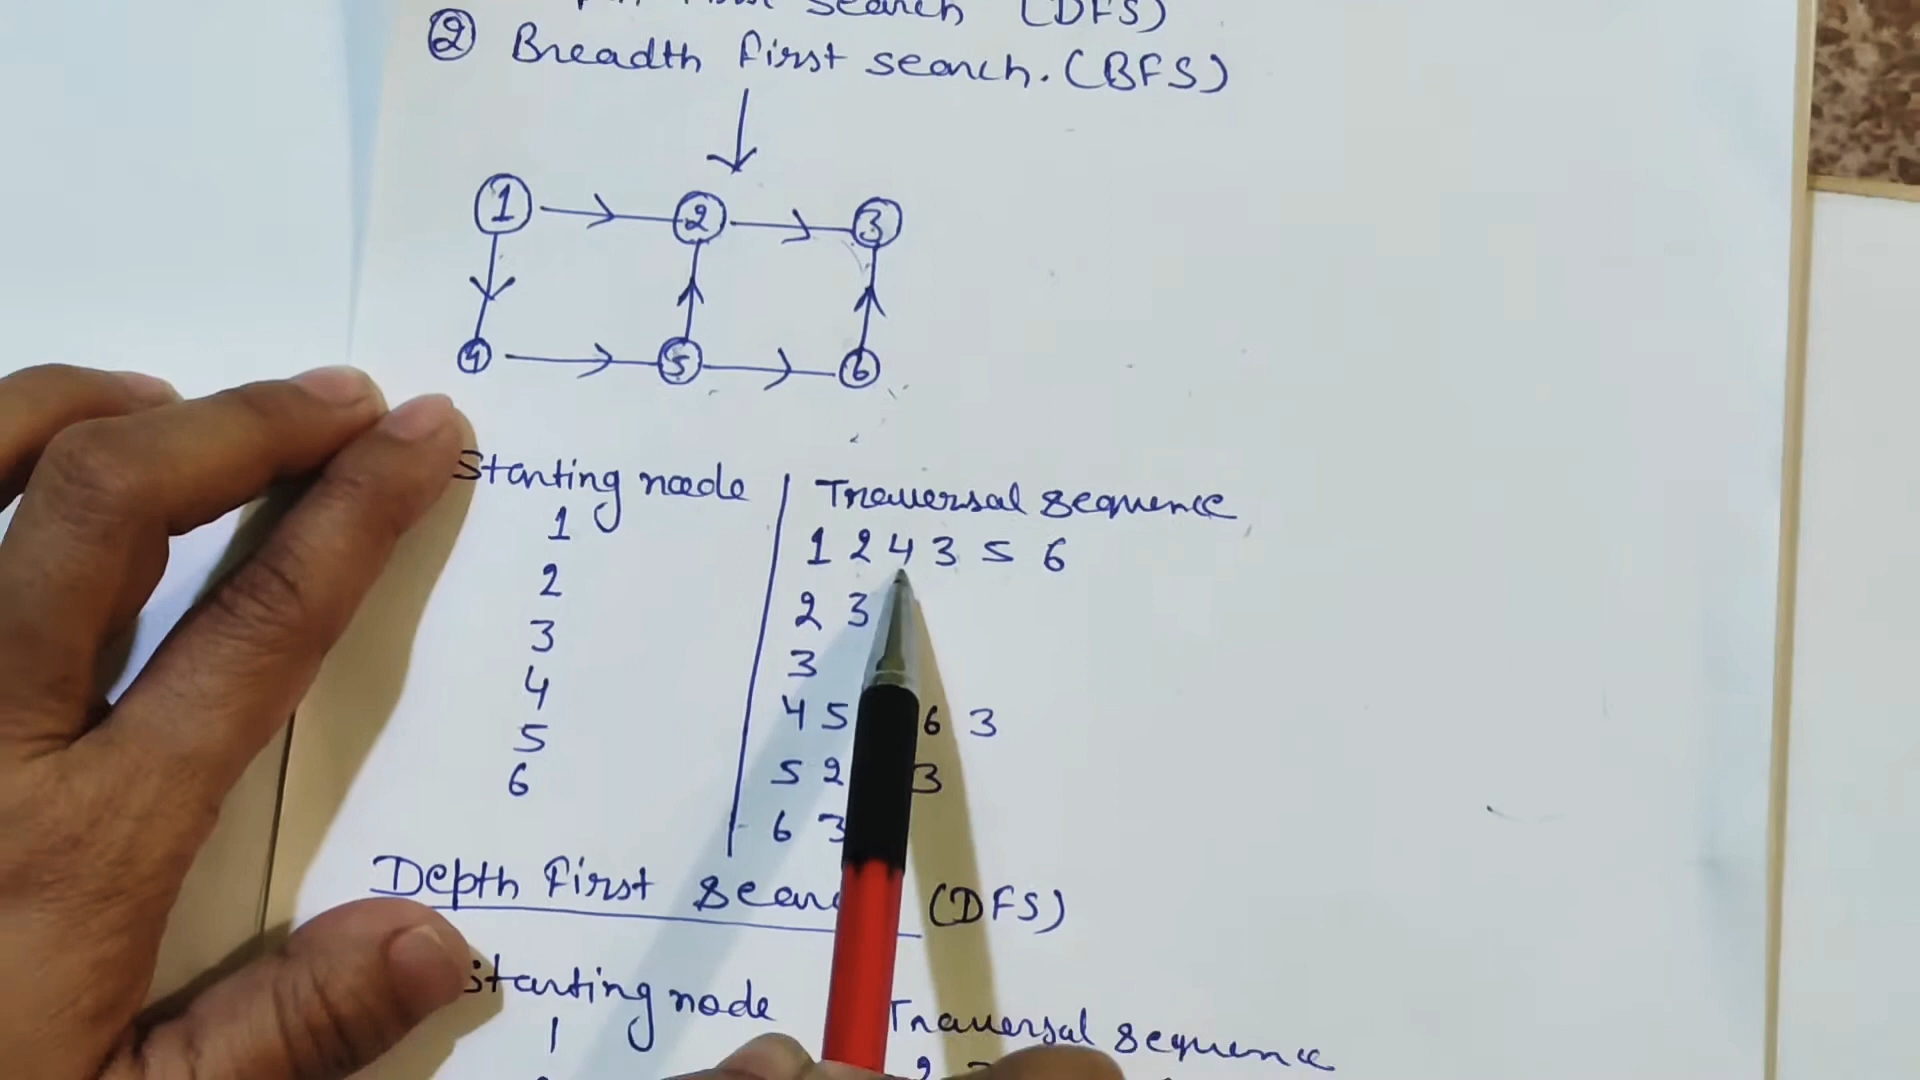 search (DFS)
② Breadth first search. (BFS)
1 2 3
4 5 6
Starting node | Traversal sequence
1 1 2 4 3 5 6
2 2 3
3 3
4 4 5 6 3
5 5 2 3
6 6 3
Depth first (DFS)
Starting node Traversal sequence
1 2